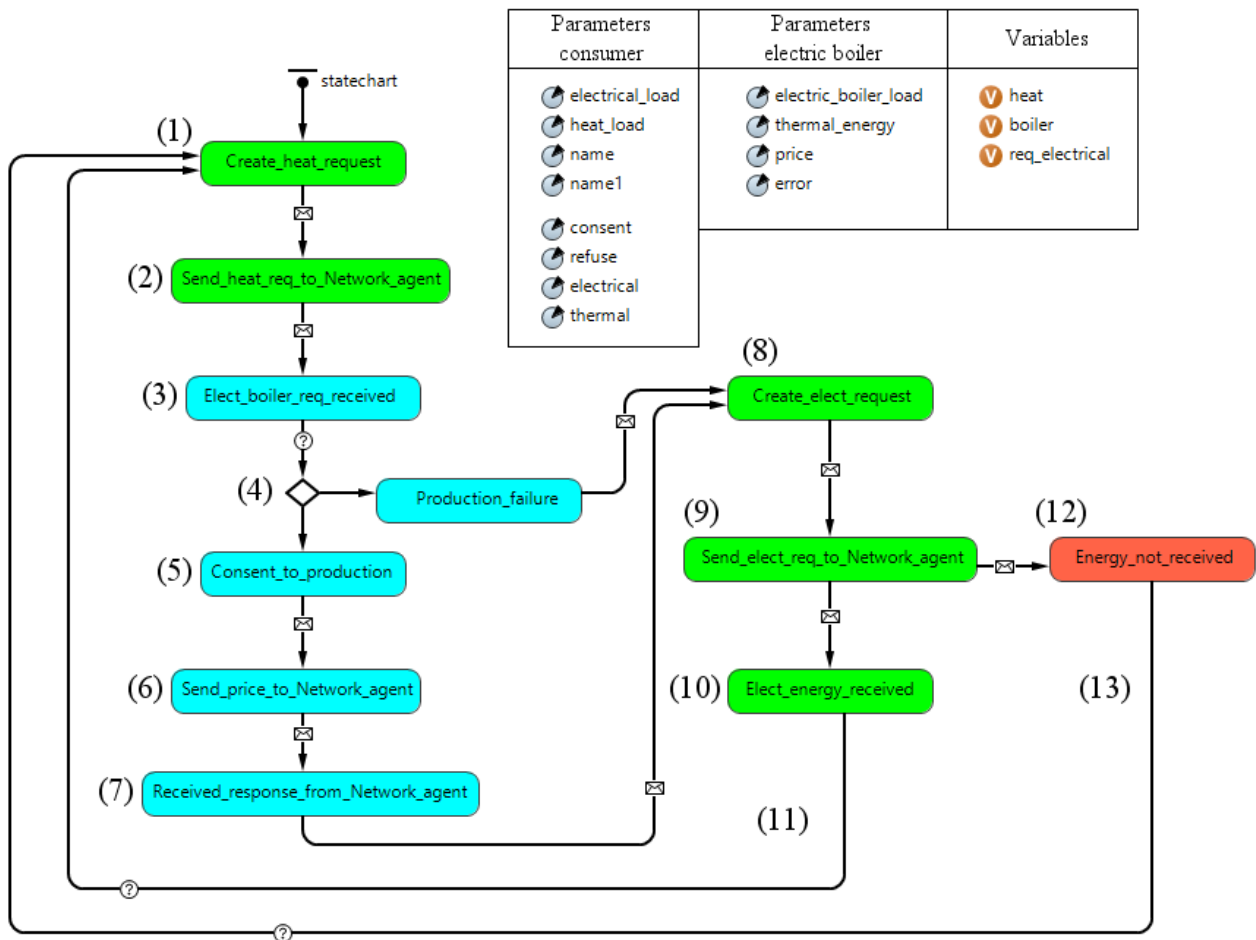 Parameters
consumer
Parameters
electric boiler
Variables
electrical_load
heat_load
name
name1
consent
refuse
electrical
thermal
electric_boiler_load
thermal_energy
price
error
V heat
V boiler
V req_electrical
statechart
(1)
Create_heat_request
(2)
Send_heat_req_to_Network_agent
(3)
Elect_boiler_req_received
?
(4)
Production_failure
(5)
Consent_to_production
(6)
Send_price_to_Network_agent
(7)
Received_response_from_Network_agent
(8)
Create_elect_request
(9)
Send_elect_req_to_Network_agent
(12)
Energy_not_received
(10)
Elect_energy_received
(13)
(11)
?
?